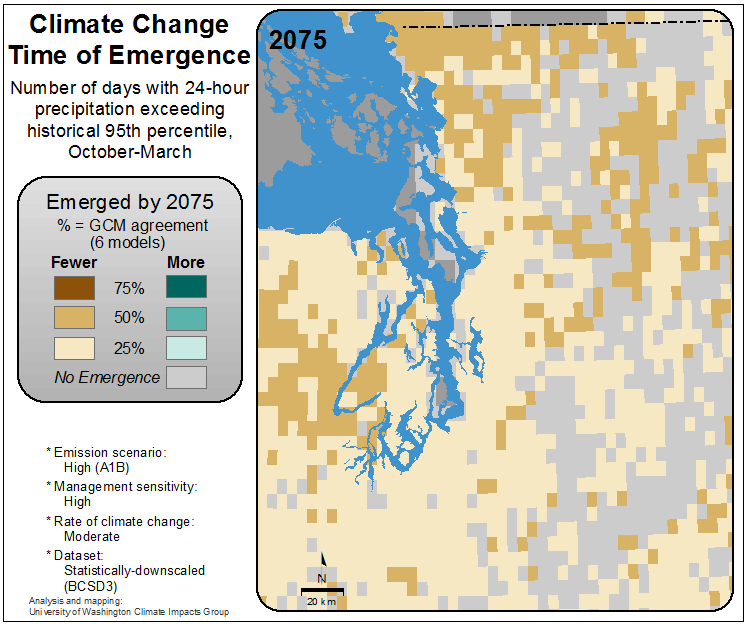 Climate Change
Time of Emergence
Number of days with 24-hour
precipitation exceeding
historical 95th percentile,
October-March
Emerged by 2075
% = GCM agreement
(6 models)
Fewer More
75%
50%
25%
No Emergence
* Emission scenario:
High (A1B)
* Management sensitivity:
High
* Rate of climate change:
Moderate
* Dataset:
Statistically-downscaled
(BCSD3)
Analysis and mapping:
University of Washington Climate Impacts Group
2075
N
20 km